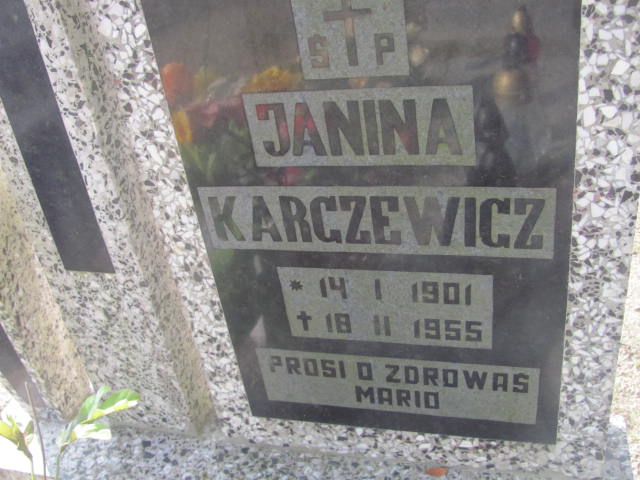 Ś P
JANINA
KARCZEWICZ
* 14 I 1901
✝ 18 II 1955
PROSI O ZDROWAŚ
MARIO